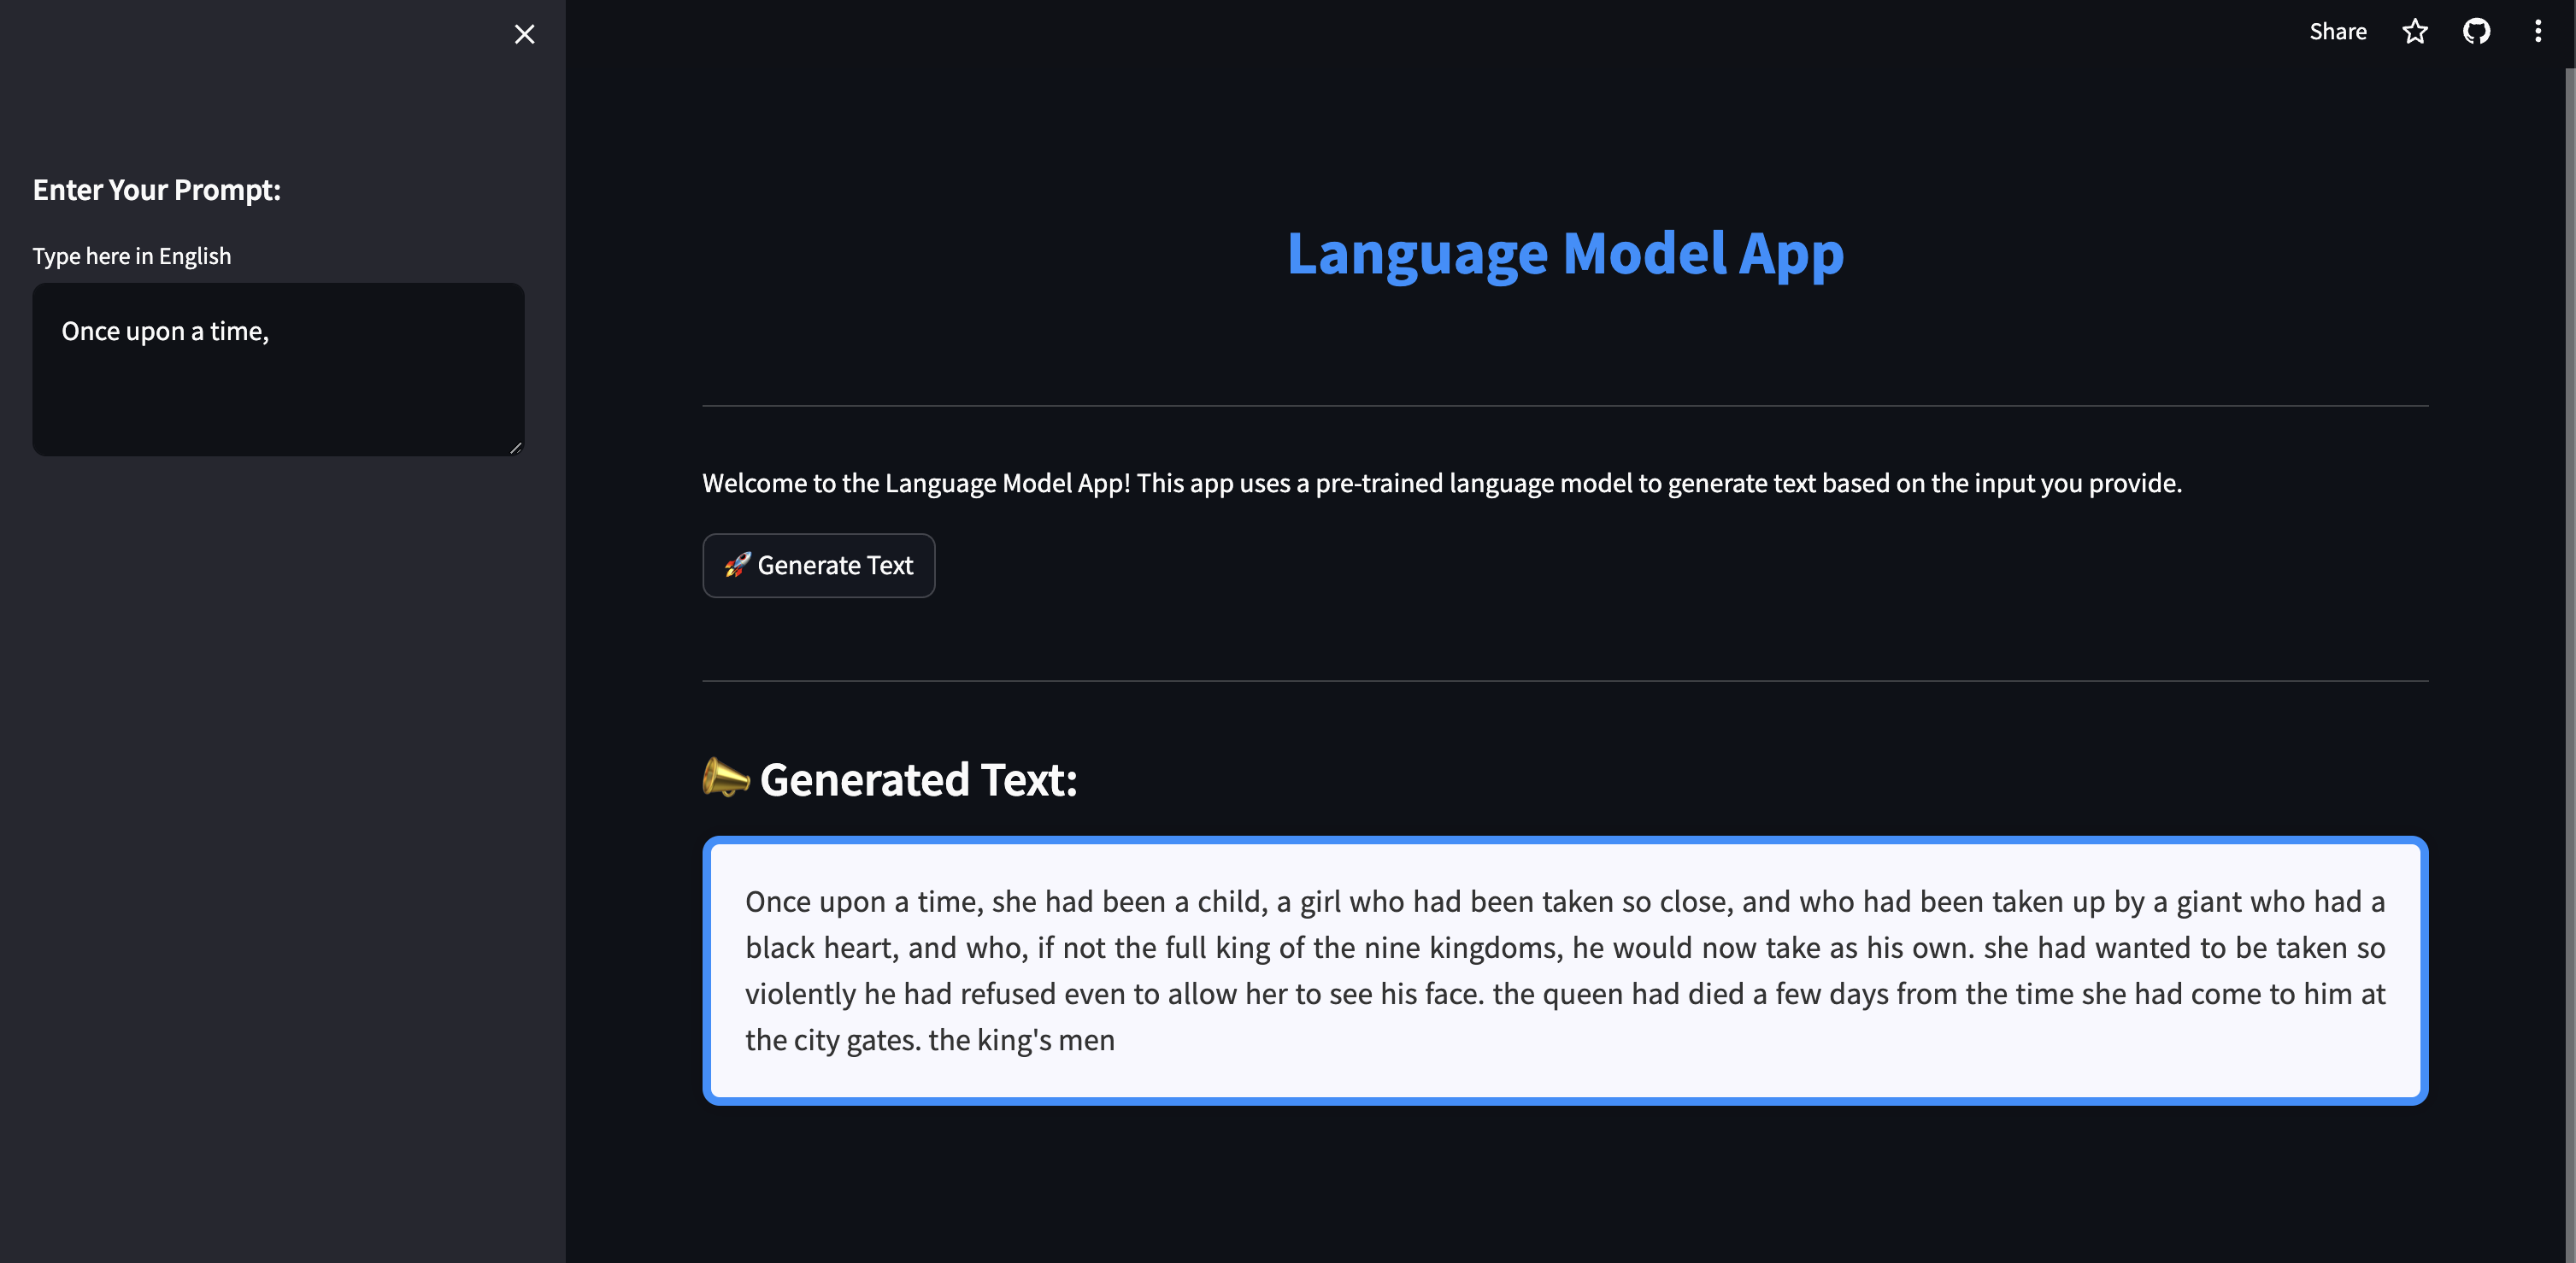 Share
Enter Your Prompt:
Type here in English
Once upon a time,
Language Model App
Welcome to the Language Model App! This app uses a pre-trained language model to generate text based on the input you provide.
🚀 Generate Text
📣 Generated Text:
Once upon a time, she had been a child, a girl who had been taken so close, and who had been taken up by a giant who had a
black heart, and who, if not the full king of the nine kingdoms, he would now take as his own. she had wanted to be taken so
violently he had refused even to allow her to see his face. the queen had died a few days from the time she had come to him at
the city gates. the king's men